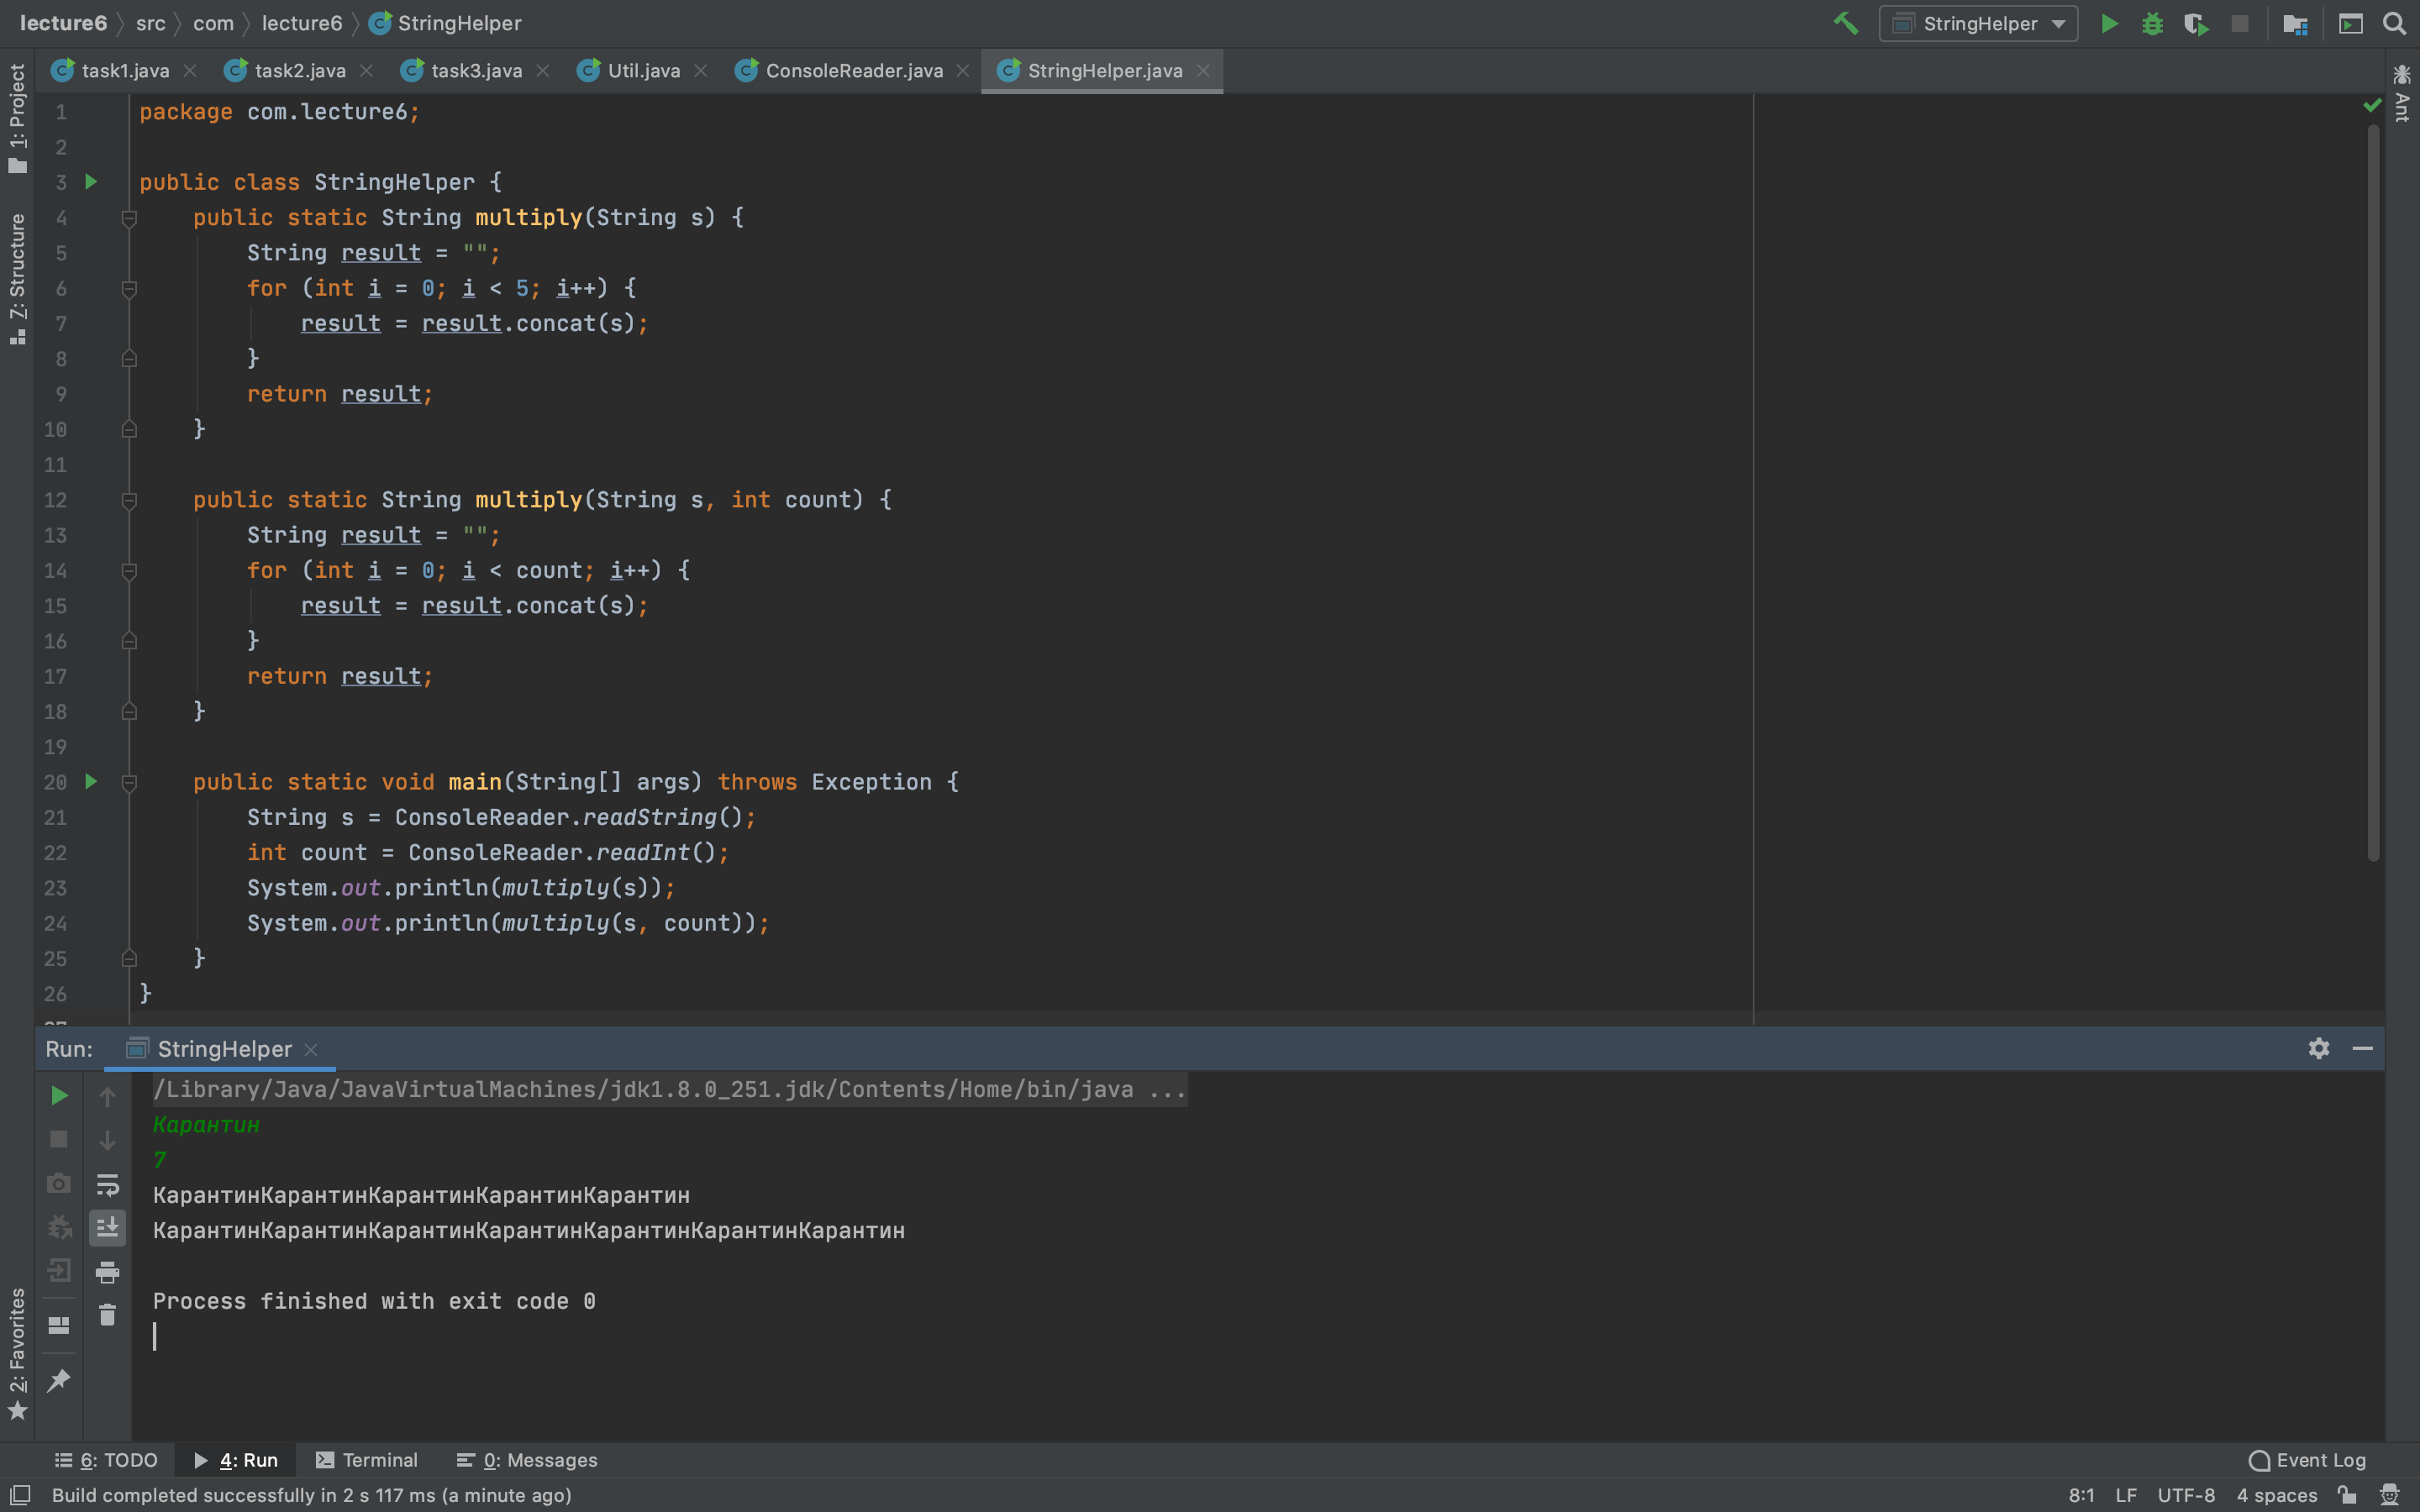 lecture6 src com lecture6 StringHelper StringHelper
task1.java task2.java task3.java Util.java ConsoleReader.java StringHelper.java
1: Project
7: Structure
2: Favorites
Ant
1 package com.lecture6;
2
3 public class StringHelper {
4 public static String multiply(String s) {
5 String result = "";
6 for (int i = 0; i < 5; i++) {
7 result = result.concat(s);
8 }
9 return result;
10 }
11
12 public static String multiply(String s, int count) {
13 String result = "";
14 for (int i = 0; i < count; i++) {
15 result = result.concat(s);
16 }
17 return result;
18 }
19
20 public static void main(String[] args) throws Exception {
21 String s = ConsoleReader.readString();
22 int count = ConsoleReader.readInt();
23 System.out.println(multiply(s));
24 System.out.println(multiply(s, count));
25 }
26 }
Run: StringHelper
/Library/Java/JavaVirtualMachines/jdk1.8.0_251.jdk/Contents/Home/bin/java ...
Карантин
7
КарантинКарантинКарантинКарантинКарантин
КарантинКарантинКарантинКарантинКарантинКарантинКарантин
Process finished with exit code 0
6: TODO 4: Run Terminal 0: Messages Event Log
Build completed successfully in 2 s 117 ms (a minute ago) 8:1 LF UTF-8 4 spaces